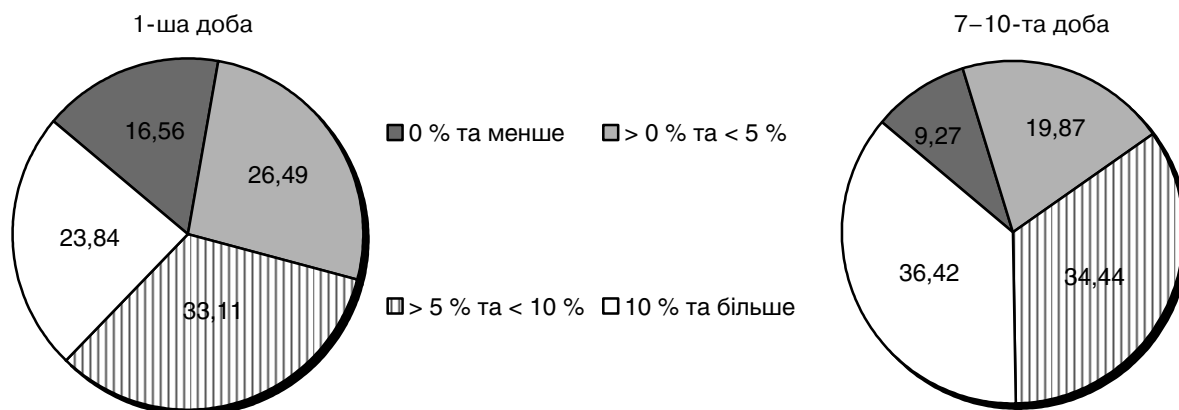 1-ша доба
7–10-та доба
16,56
26,49
23,84
33,11
0 % та менше > 0 % та < 5 %
> 5 % та < 10 % 10 % та більше
9,27
19,87
36,42
34,44